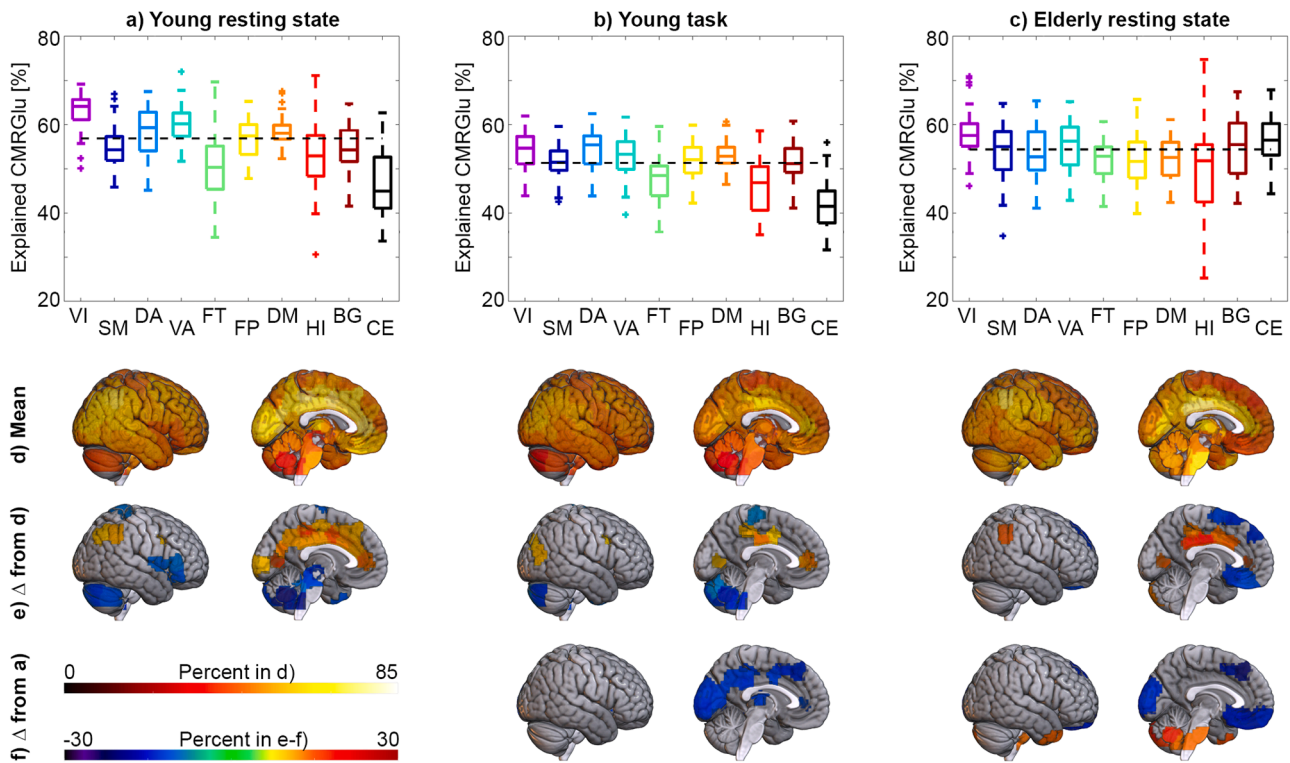 a) Young resting state
b) Young task
c) Elderly resting state
Explained CMRGlu [%]
80
60
40
20
VI SM DA VA FT FP DM HI BG CE
Explained CMRGlu [%]
80
60
40
20
VI SM DA VA FT FP DM HI BG CE
Explained CMRGlu [%]
80
60
40
20
VI SM DA VA FT FP DM HI BG CE
d) Mean
e) Δ from d)
f) Δ from a)
0 Percent in d) 85
-30 Percent in e-f) 30